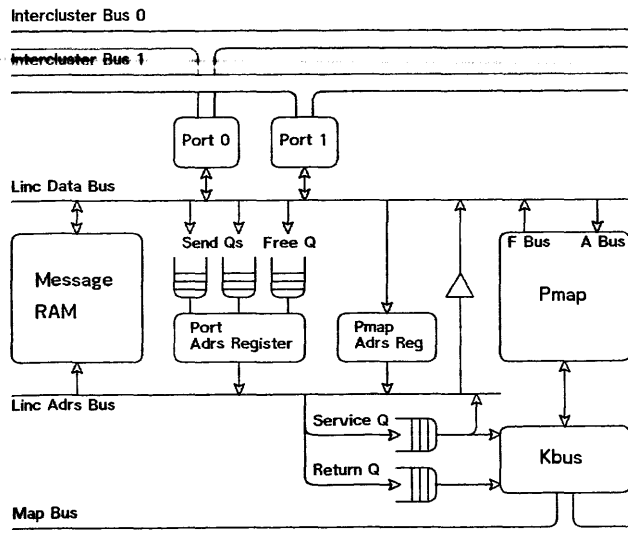 Intercluster Bus 0
Intercluster Bus 1
Port 0
Port 1
Linc Data Bus
Send Qs
Free Q
F Bus
A Bus
Message
RAM
Pmap
Port
Adrs Register
Pmap
Adrs Reg
Linc Adrs Bus
Service Q
Return Q
Kbus
Map Bus